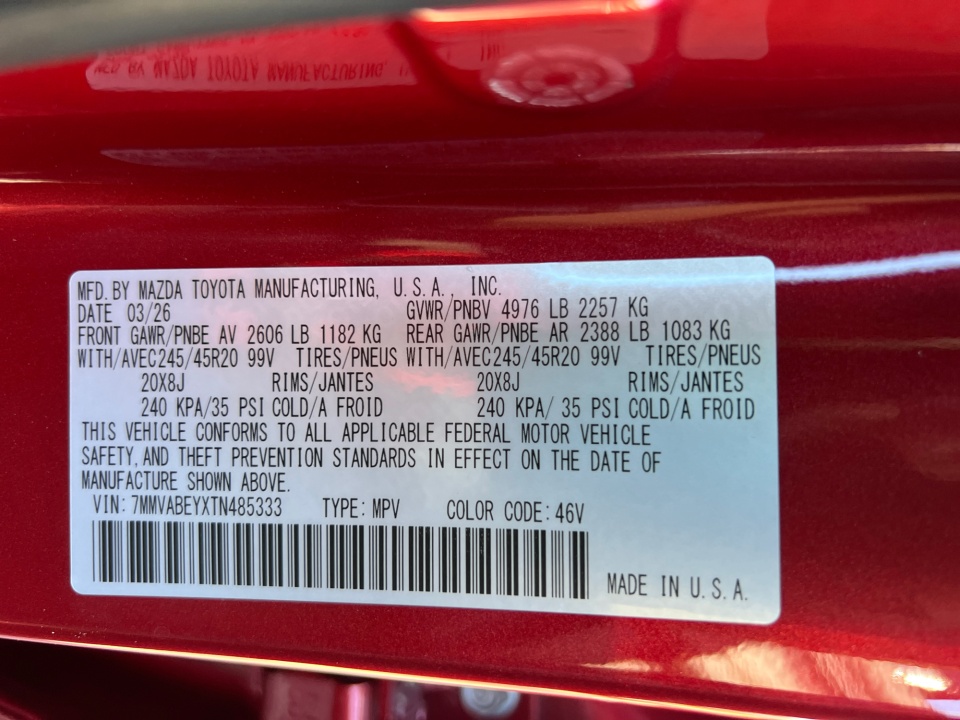 MFD. BY MAZDA TOYOTA MANUFACTURING, U.S.A., INC.
DATE 03/26 GVWR/PNBV 4976 LB 2257 KG
FRONT GAWR/PNBE AV 2606 LB 1182 KG REAR GAWR/PNBE AR 2388 LB 1083 KG
WITH/AVEC245/45R20 99V TIRES/PNEUS WITH/AVEC245/45R20 99V TIRES/PNEUS
20X8J RIMS/JANTES 20X8J RIMS/JANTES
240 KPA/35 PSI COLD/A FROID 240 KPA/ 35 PSI COLD/A FROID
THIS VEHICLE CONFORMS TO ALL APPLICABLE FEDERAL MOTOR VEHICLE
SAFETY, AND THEFT PREVENTION STANDARDS IN EFFECT ON THE DATE OF
MANUFACTURE SHOWN ABOVE.
VIN: 7MMVABEYXTN485333 TYPE: MPV COLOR CODE: 46V
MADE IN U.S.A.